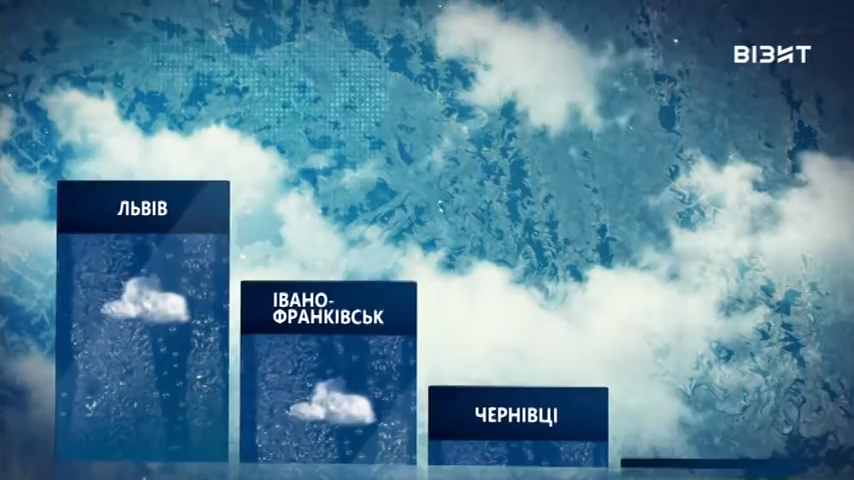 ВІЗИТ
ЛЬВІВ
ІВАНО-
ФРАНКІВСЬК
ЧЕРНІВЦІ